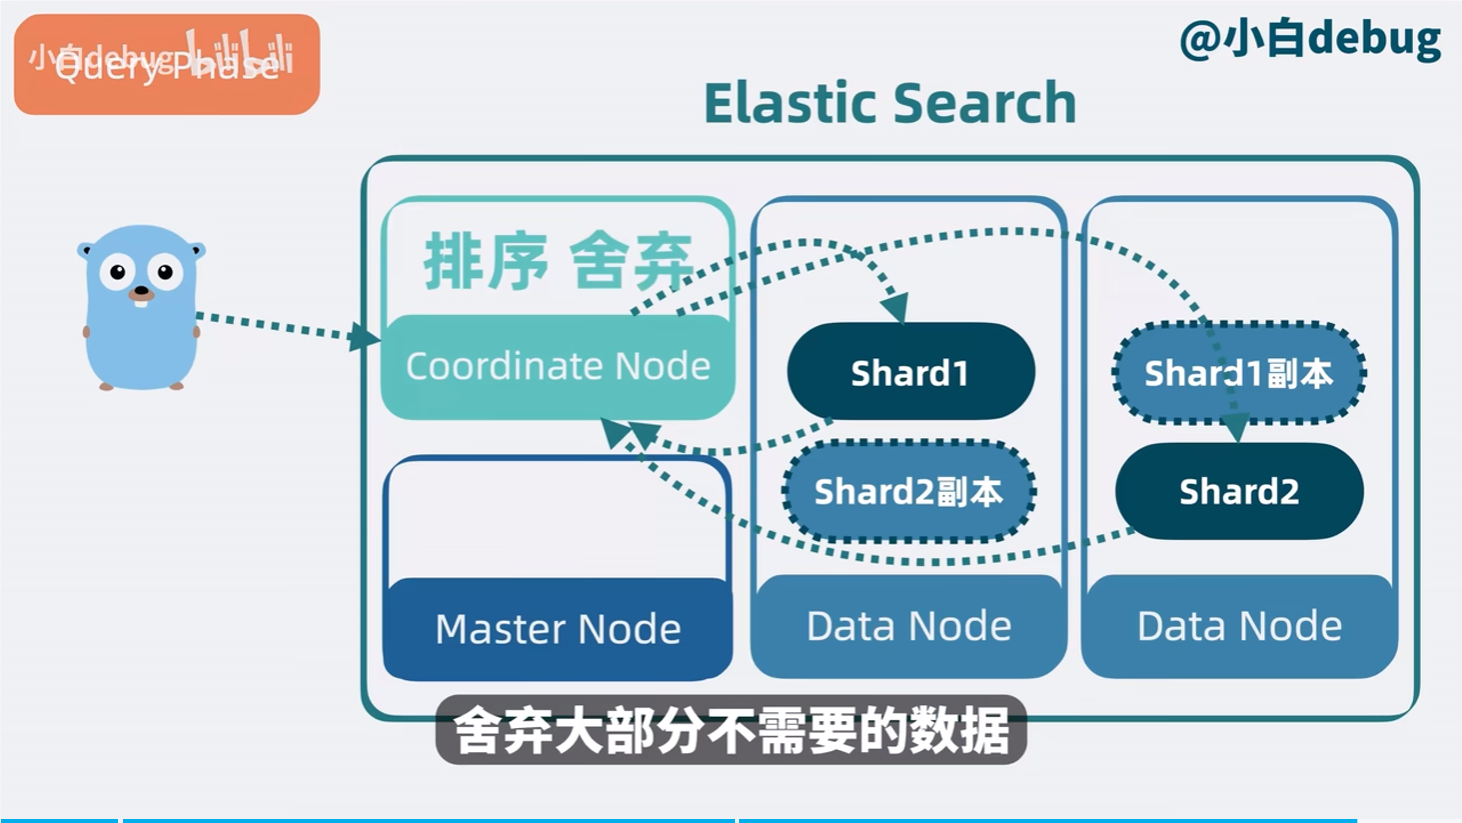 小白debug bilibili
Query Phase
@小白debug
Elastic Search
排序 舍弃
Coordinate Node
Shard1
Shard1副本
Shard2副本
Shard2
Master Node
Data Node
Data Node
舍弃大部分不需要的数据